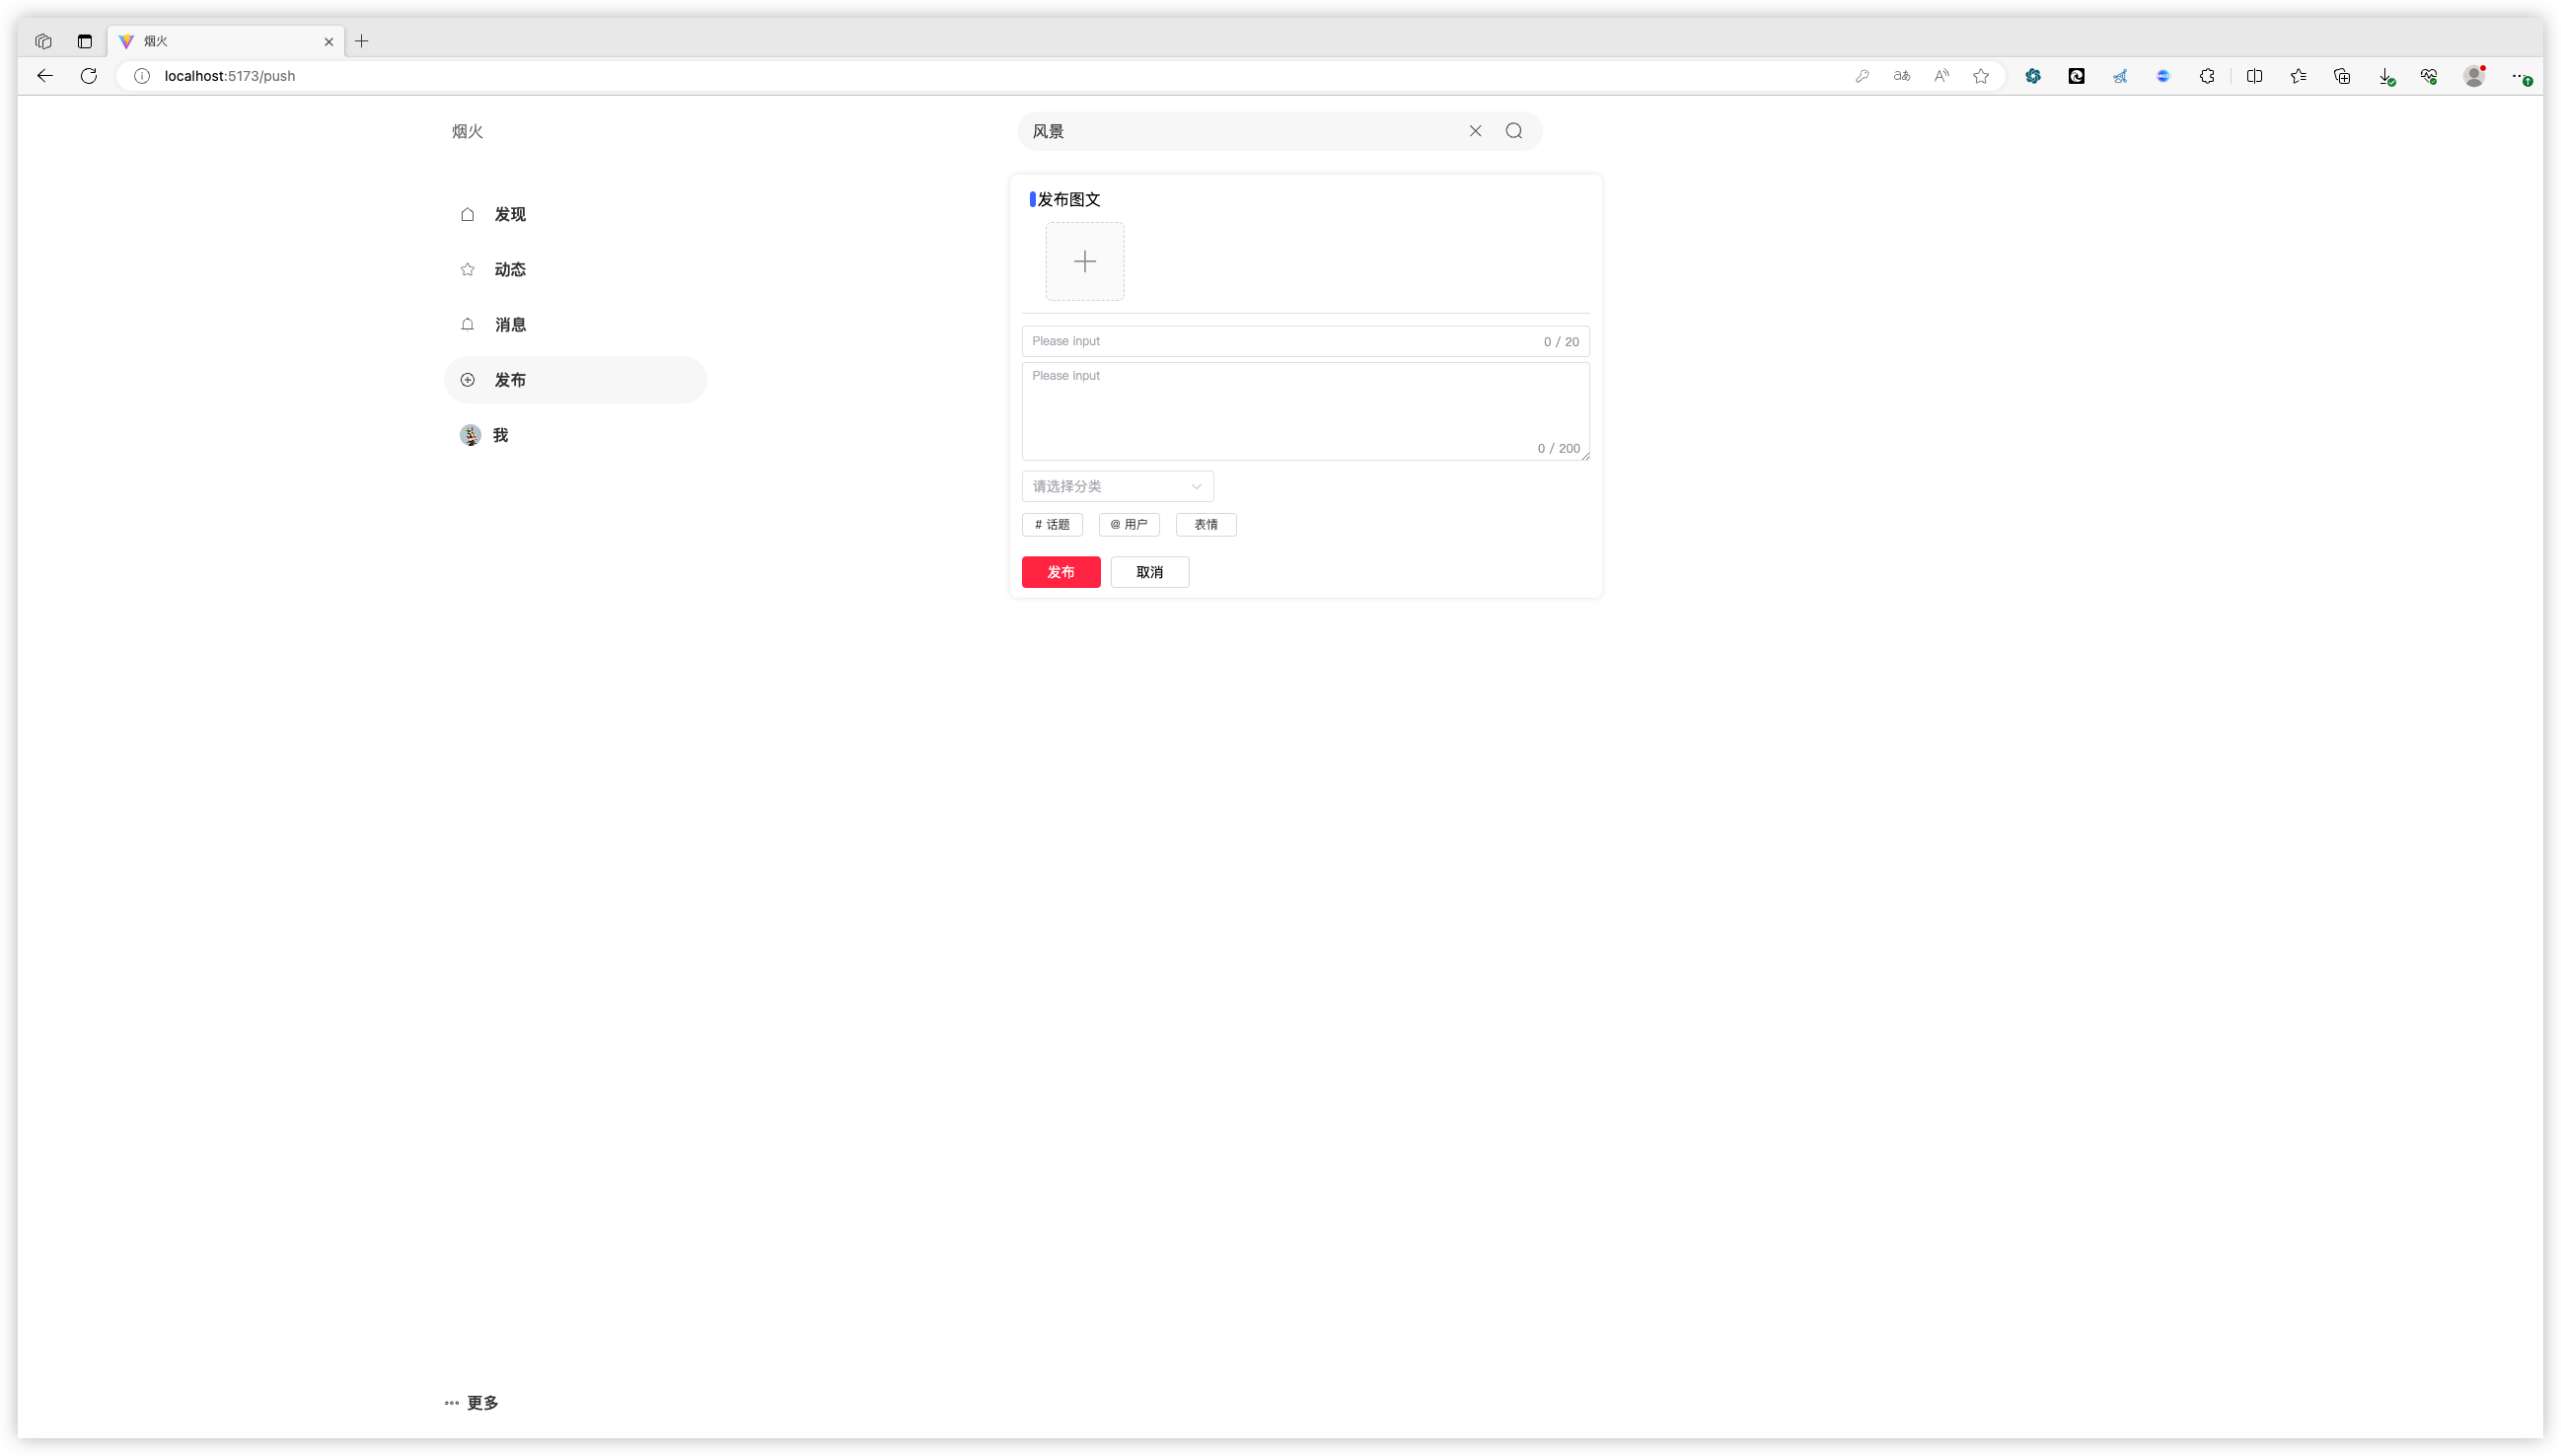 烟火
localhost:5173/push
烟火
风景
发现
动态
消息
发布
我
发布图文
Please input
0 / 20
Please input
0 / 200
请选择分类
# 话题
@ 用户
表情
发布
取消
更多